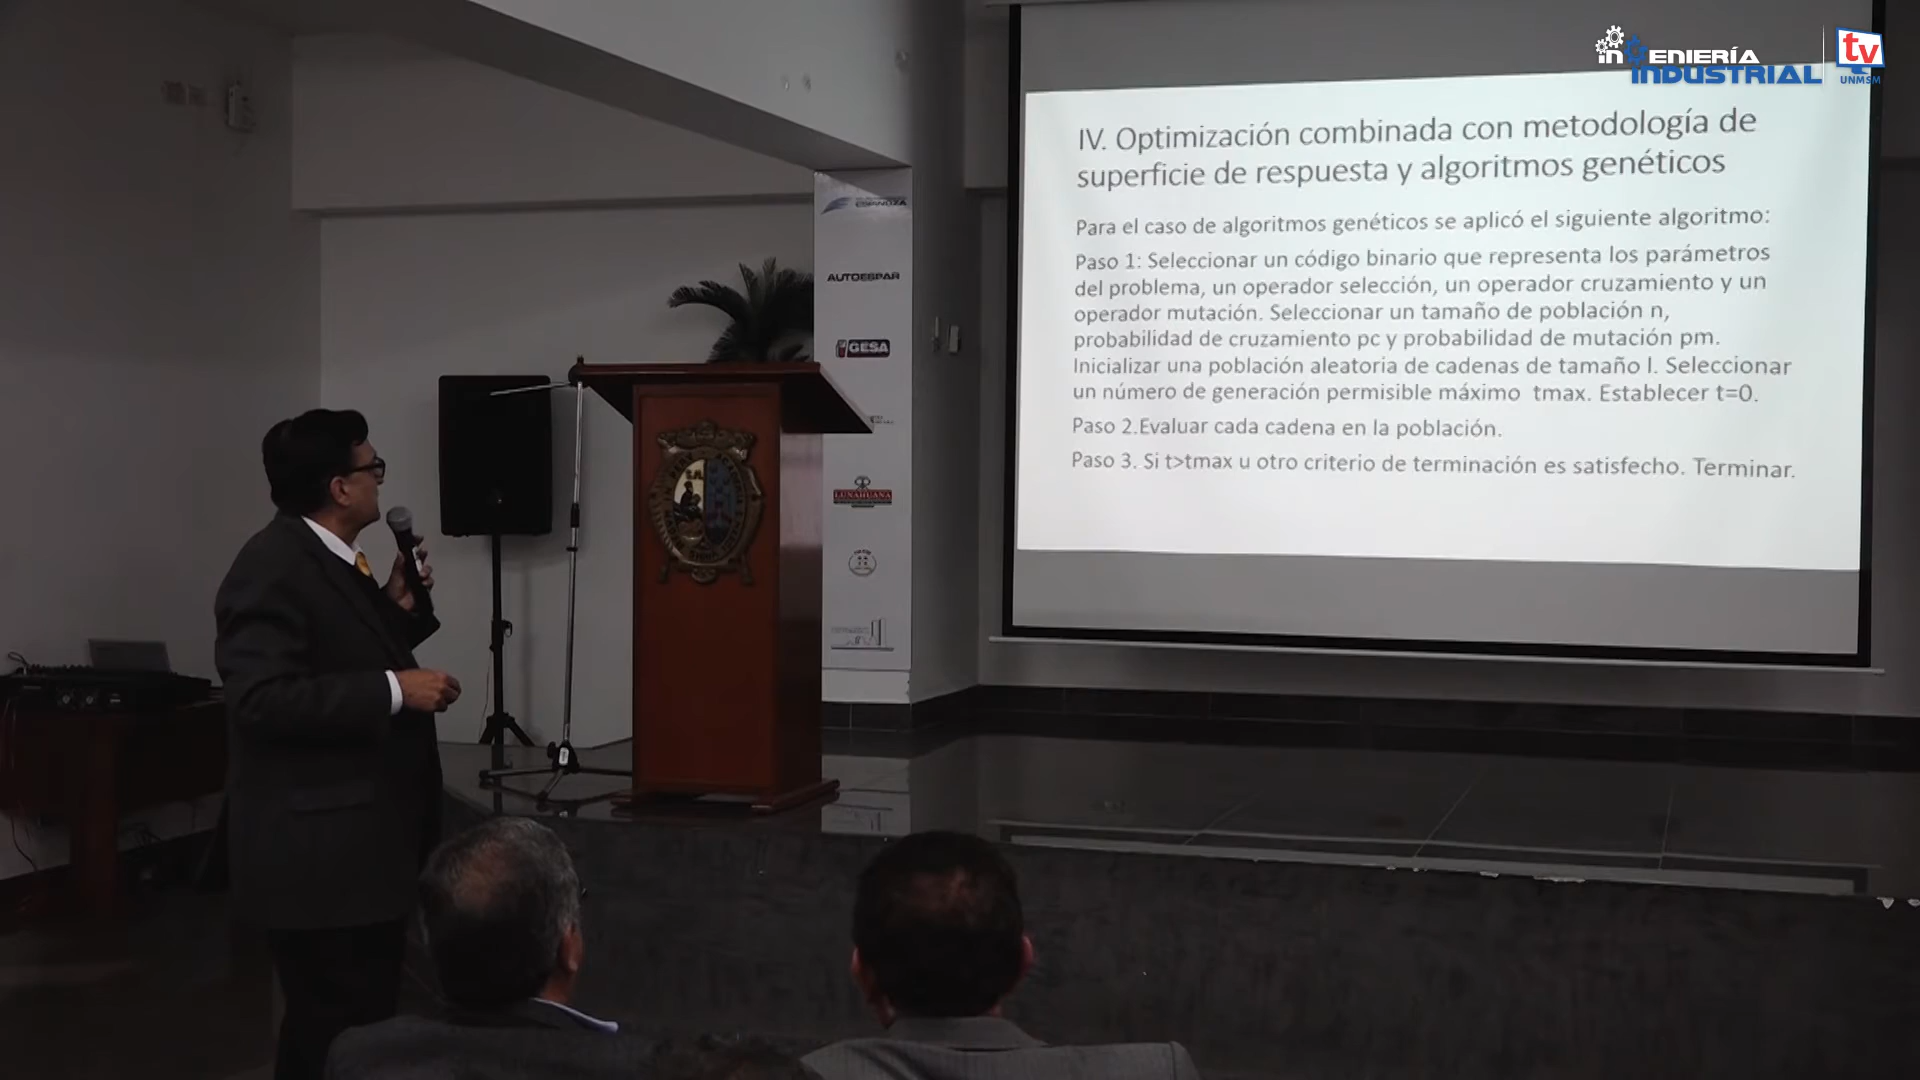 INGENIERÍA
INDUSTRIAL
tv
UNMSM
IV. Optimización combinada con metodología de
superficie de respuesta y algoritmos genéticos
Para el caso de algoritmos genéticos se aplicó el siguiente algoritmo:
Paso 1: Seleccionar un código binario que representa los parámetros
del problema, un operador selección, un operador cruzamiento y un
operador mutación. Seleccionar un tamaño de población n,
probabilidad de cruzamiento pc y probabilidad de mutación pm.
Inicializar una población aleatoria de cadenas de tamaño l. Seleccionar
un número de generación permisible máximo tmax. Establecer t=0.
Paso 2.Evaluar cada cadena en la población.
Paso 3. Si t>tmax u otro criterio de terminación es satisfecho. Terminar.
ESPINOZA
AUTOESPAR
GESA
LUNAHUANA